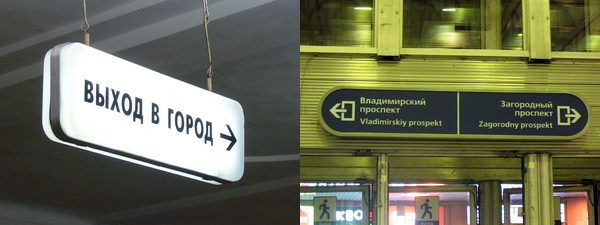 ВЫХОД В ГОРОД
Владимирский
проспект
Vladimirskiy prospekt
Загородный
проспект
Zagorodny prospekt